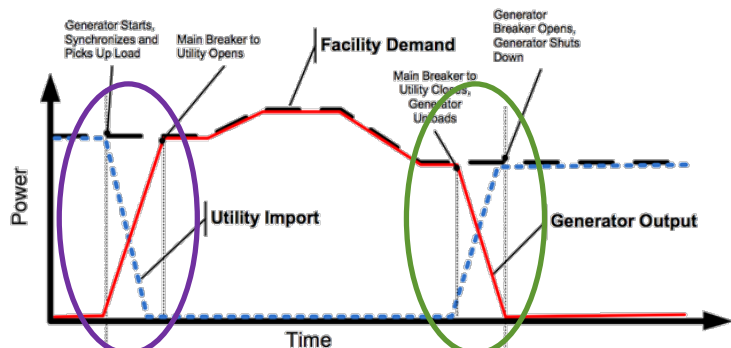 Generator Starts,
Synchronizes and
Picks Up Load
Main Breaker to
Utility Opens
Facility Demand
Generator
Breaker Opens,
Generator Shuts
Down
Main Breaker to
Utility Closes,
Generator
Unloads
Power
Utility Import
Generator Output
Time